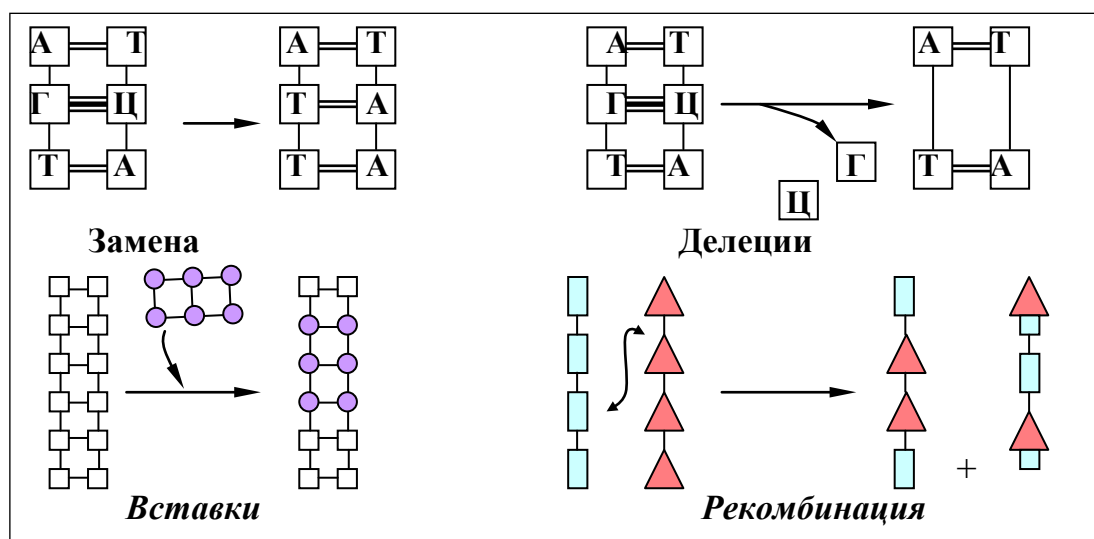 А Т А Т А Т А Т
Г Ц Т А Г Ц
Т А Т А Т А Г Т А
Ц
Замена Делеции
+
Вставки Рекомбинация